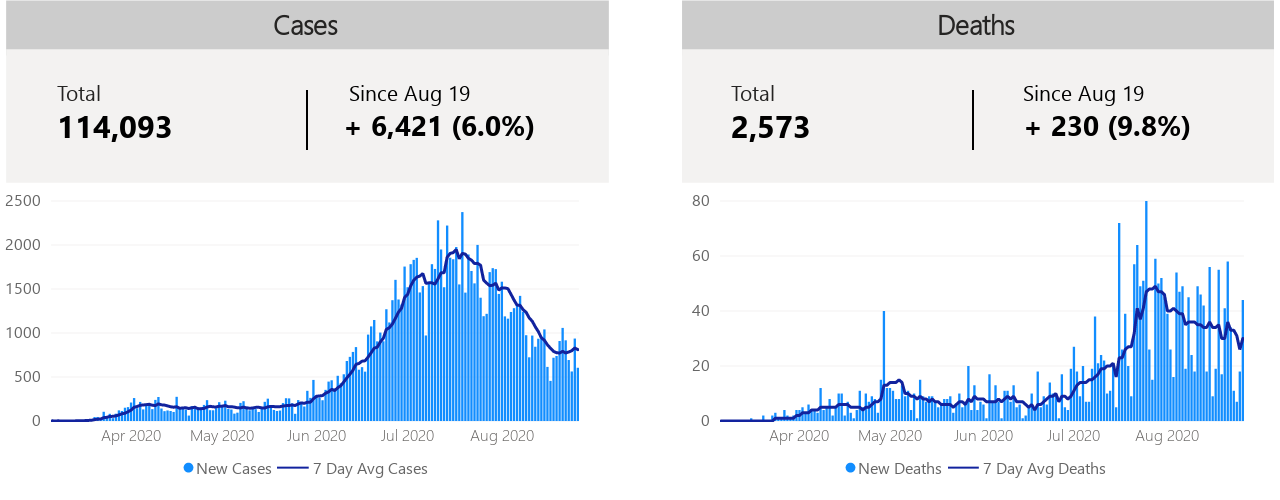 Cases
Total
114,093
Since Aug 19
+ 6,421 (6.0%)
2500
2000
1500
1000
500
0
Apr 2020 May 2020 Jun 2020 Jul 2020 Aug 2020
New Cases 7 Day Avg Cases
Deaths
Total
2,573
Since Aug 19
+ 230 (9.8%)
80
60
40
20
0
Apr 2020 May 2020 Jun 2020 Jul 2020 Aug 2020
New Deaths 7 Day Avg Deaths